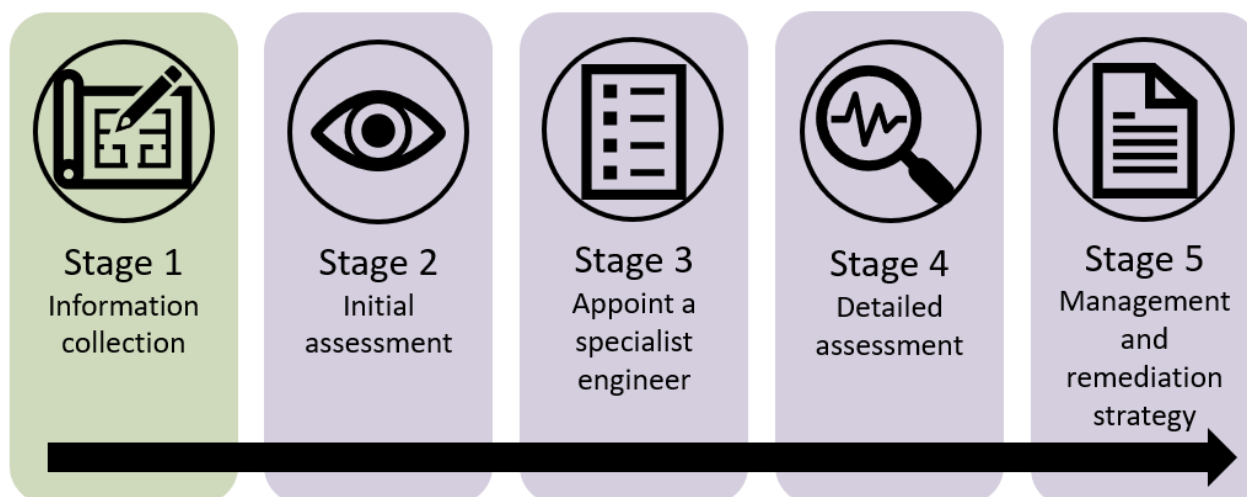 Stage 1
Information
collection
Stage 2
Initial
assessment
Stage 3
Appoint a
specialist
engineer
Stage 4
Detailed
assessment
Stage 5
Management
and
remediation
strategy